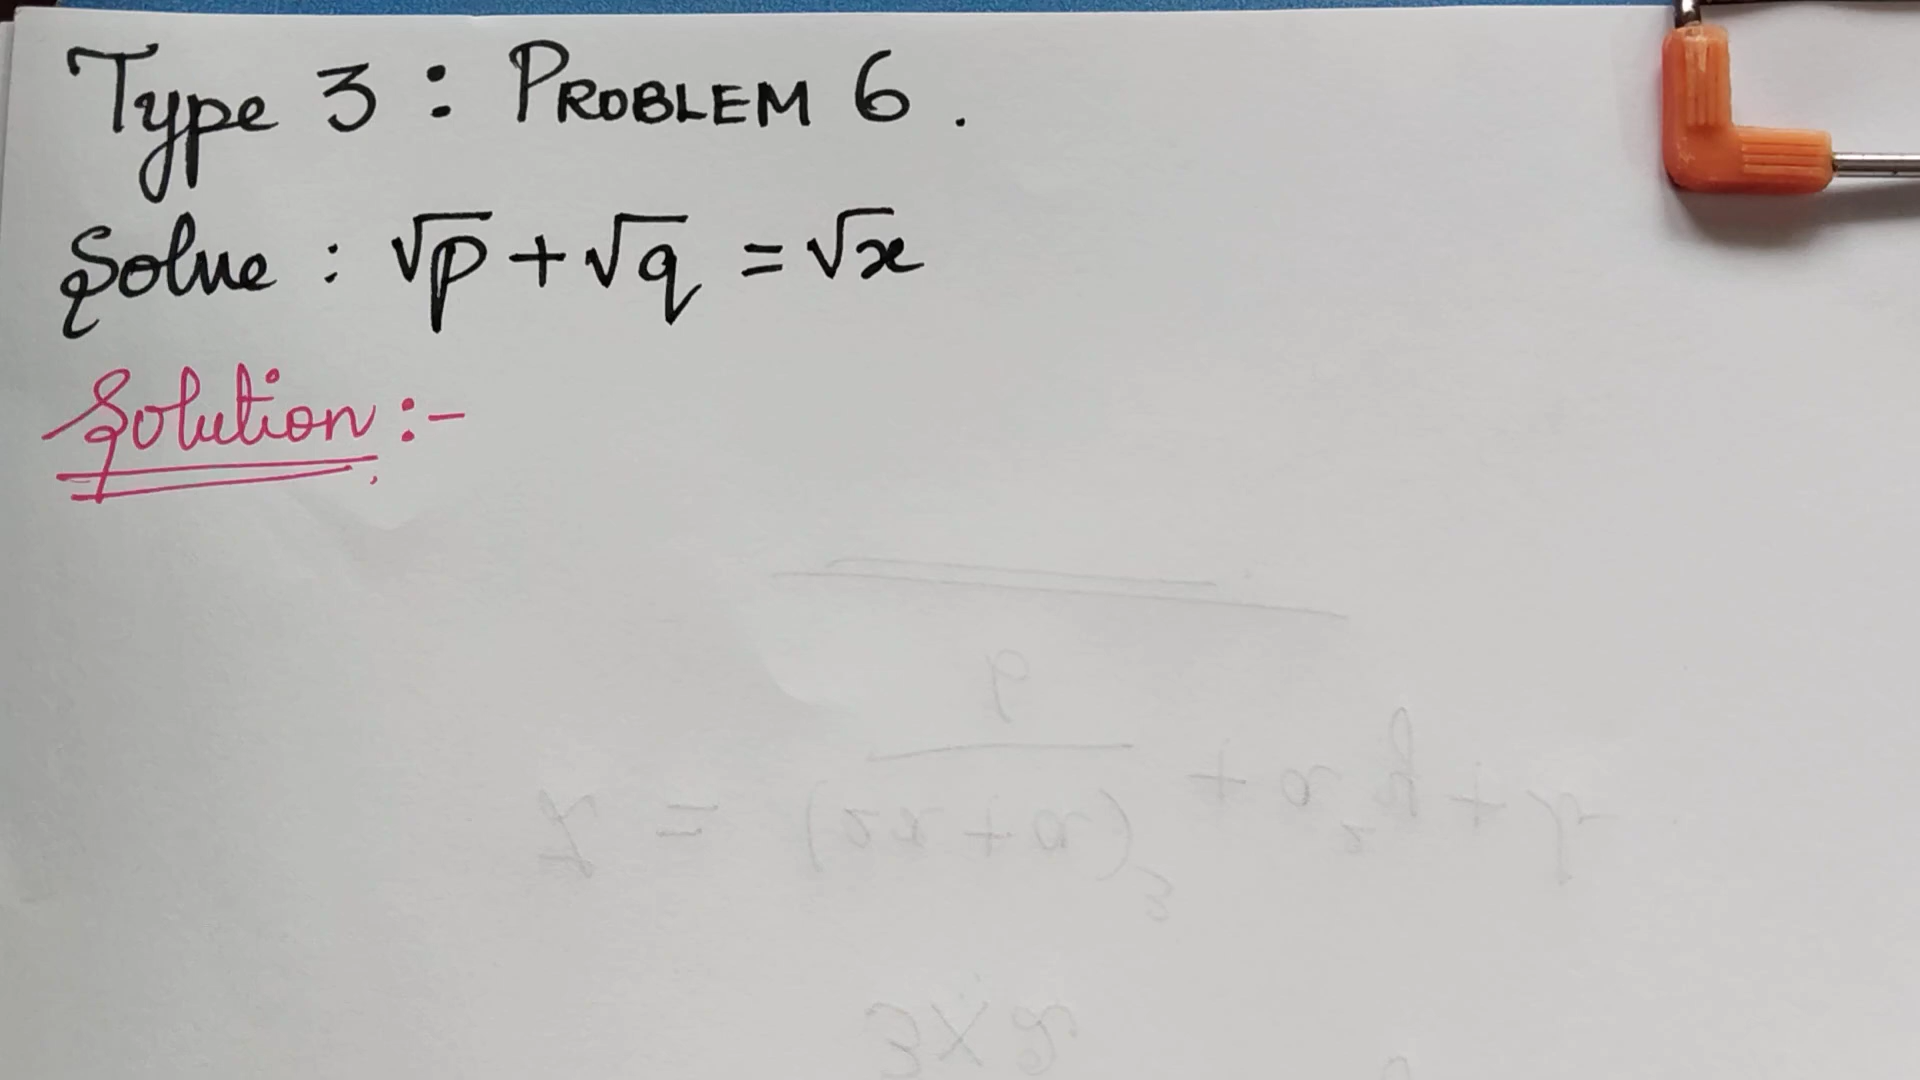 Type 3 : PROBLEM 6.
Solve : √p + √q = √x
Solution :-